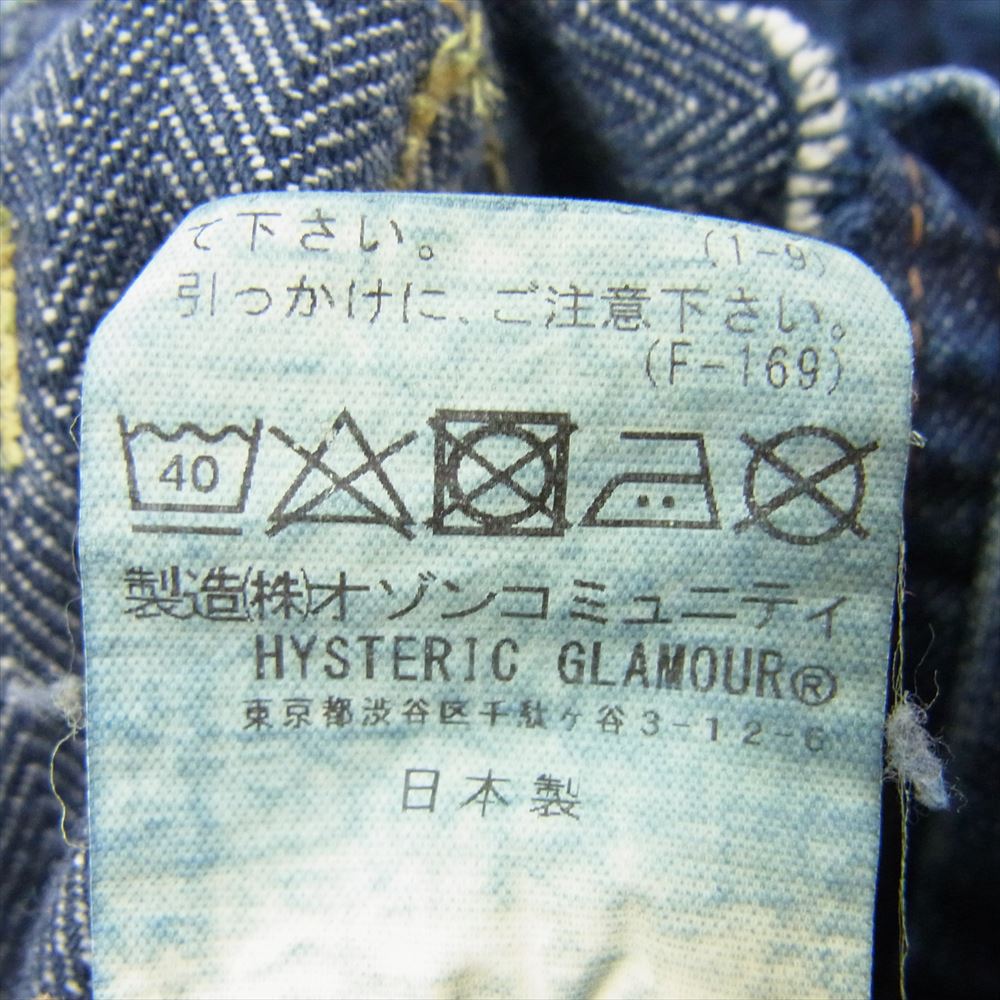 て下さい。 (1-9)
引っかけに、ご注意下さい。
(F-169)
40
製造(株)オゾンコミュニティ
HYSTERIC GLAMOUR®
東京都渋谷区千駄ヶ谷3-12-6
日本製